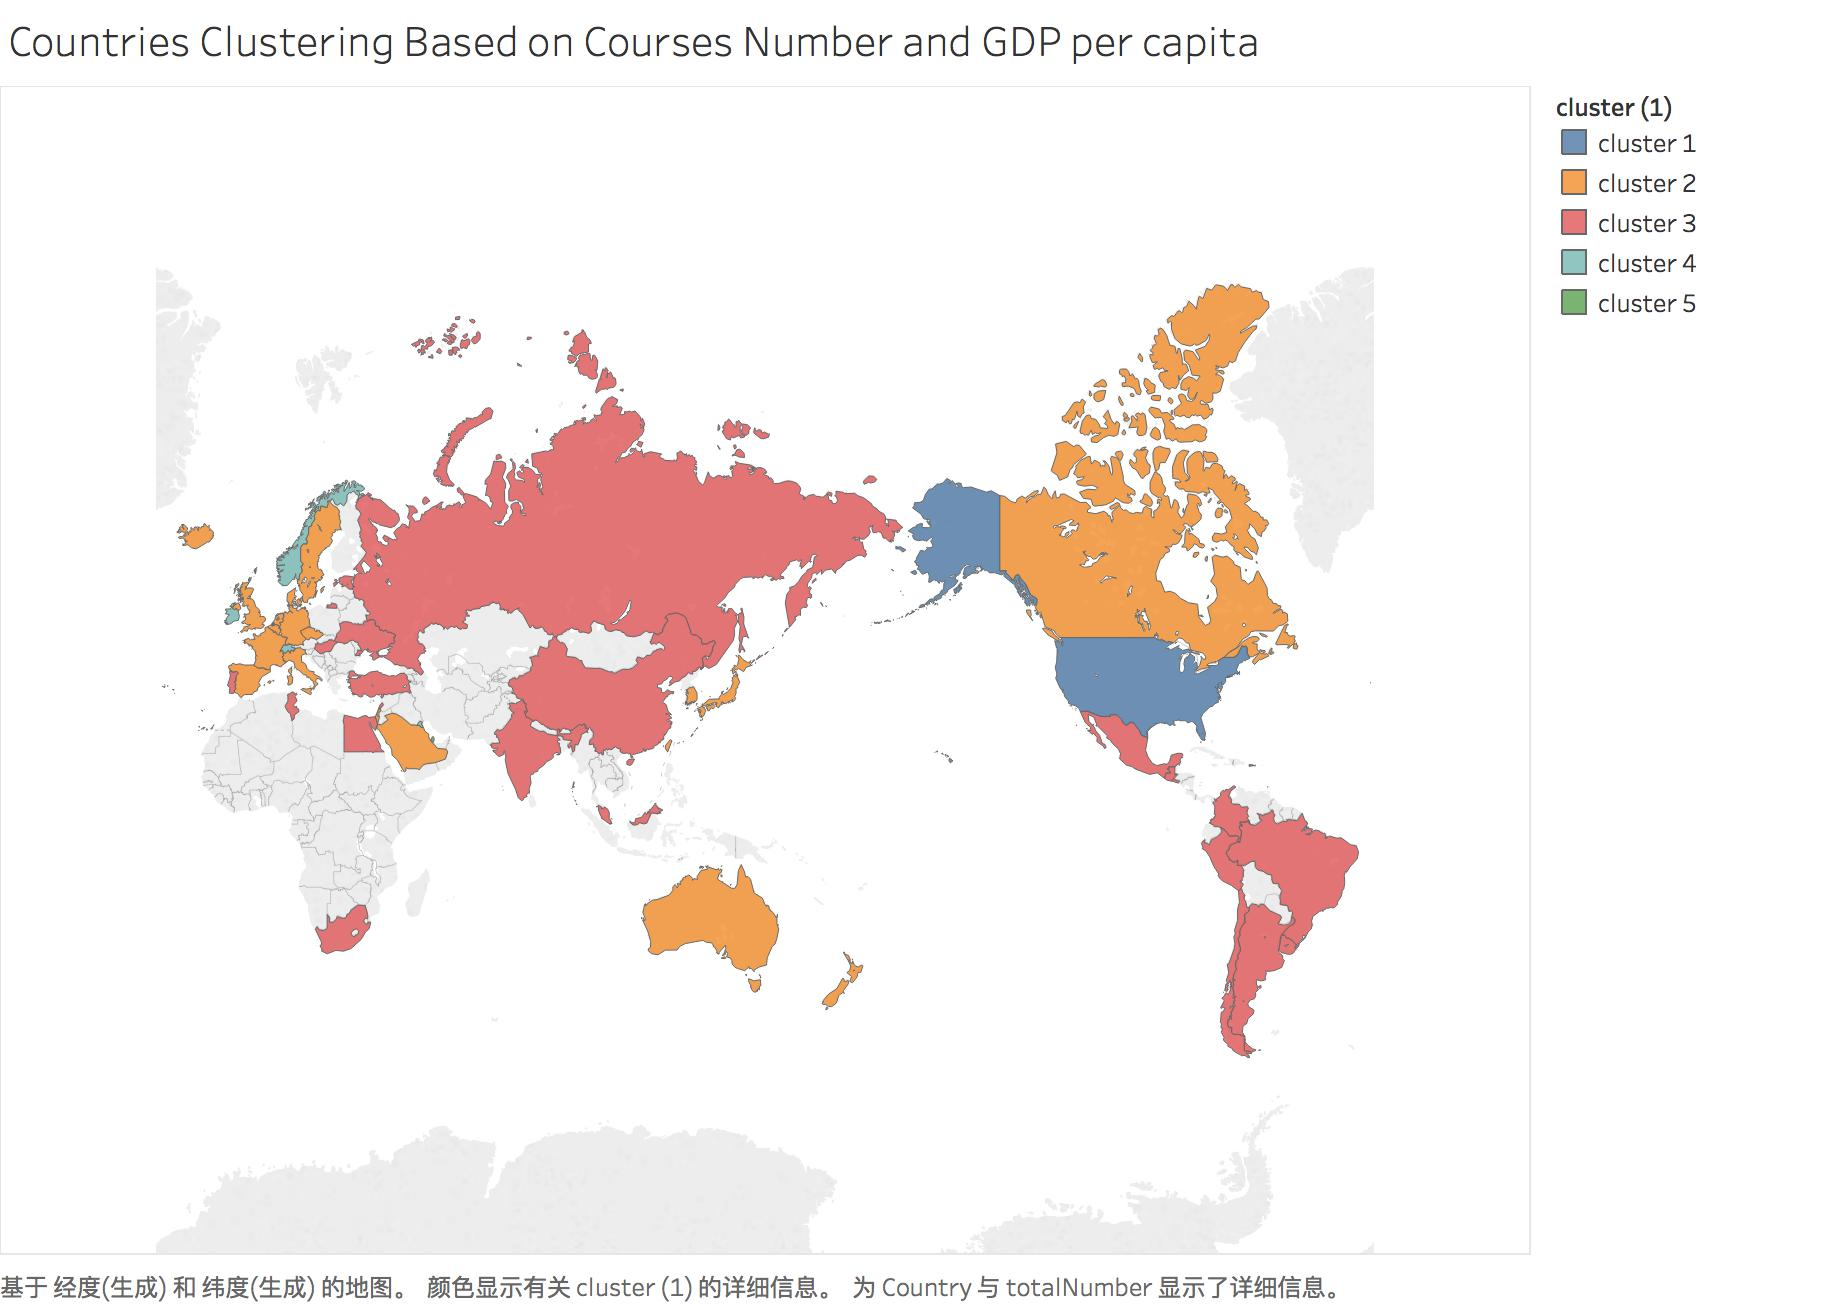 Countries Clustering Based on Courses Number and GDP per capita
cluster (1)
cluster 1
cluster 2
cluster 3
cluster 4
cluster 5
基于 经度(生成) 和 纬度(生成) 的地图。 颜色显示有关 cluster (1) 的详细信息。 为 Country 与 totalNumber 显示了详细信息。